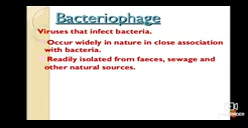 Bacteriophage
Viruses that infect bacteria.
Occur widely in nature in close association
with bacteria.
Readily isolated from faeces, sewage and
other natural sources.